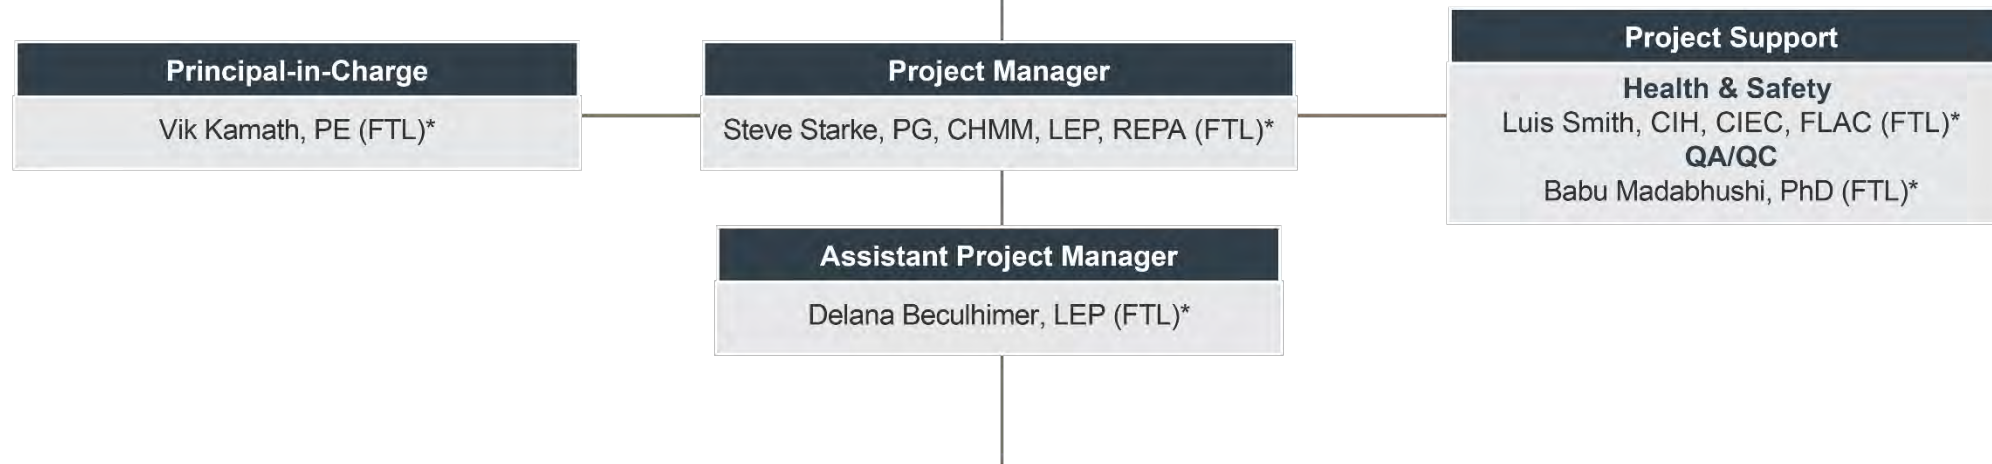 Principal-in-Charge
Vik Kamath, PE (FTL)*
Project Manager
Steve Starke, PG, CHMM, LEP, REPA (FTL)*
Project Support
Health & Safety
Luis Smith, CIH, CIEC, FLAC (FTL)*
QA/QC
Babu Madabhushi, PhD (FTL)*
Assistant Project Manager
Delana Beculhimer, LEP (FTL)*